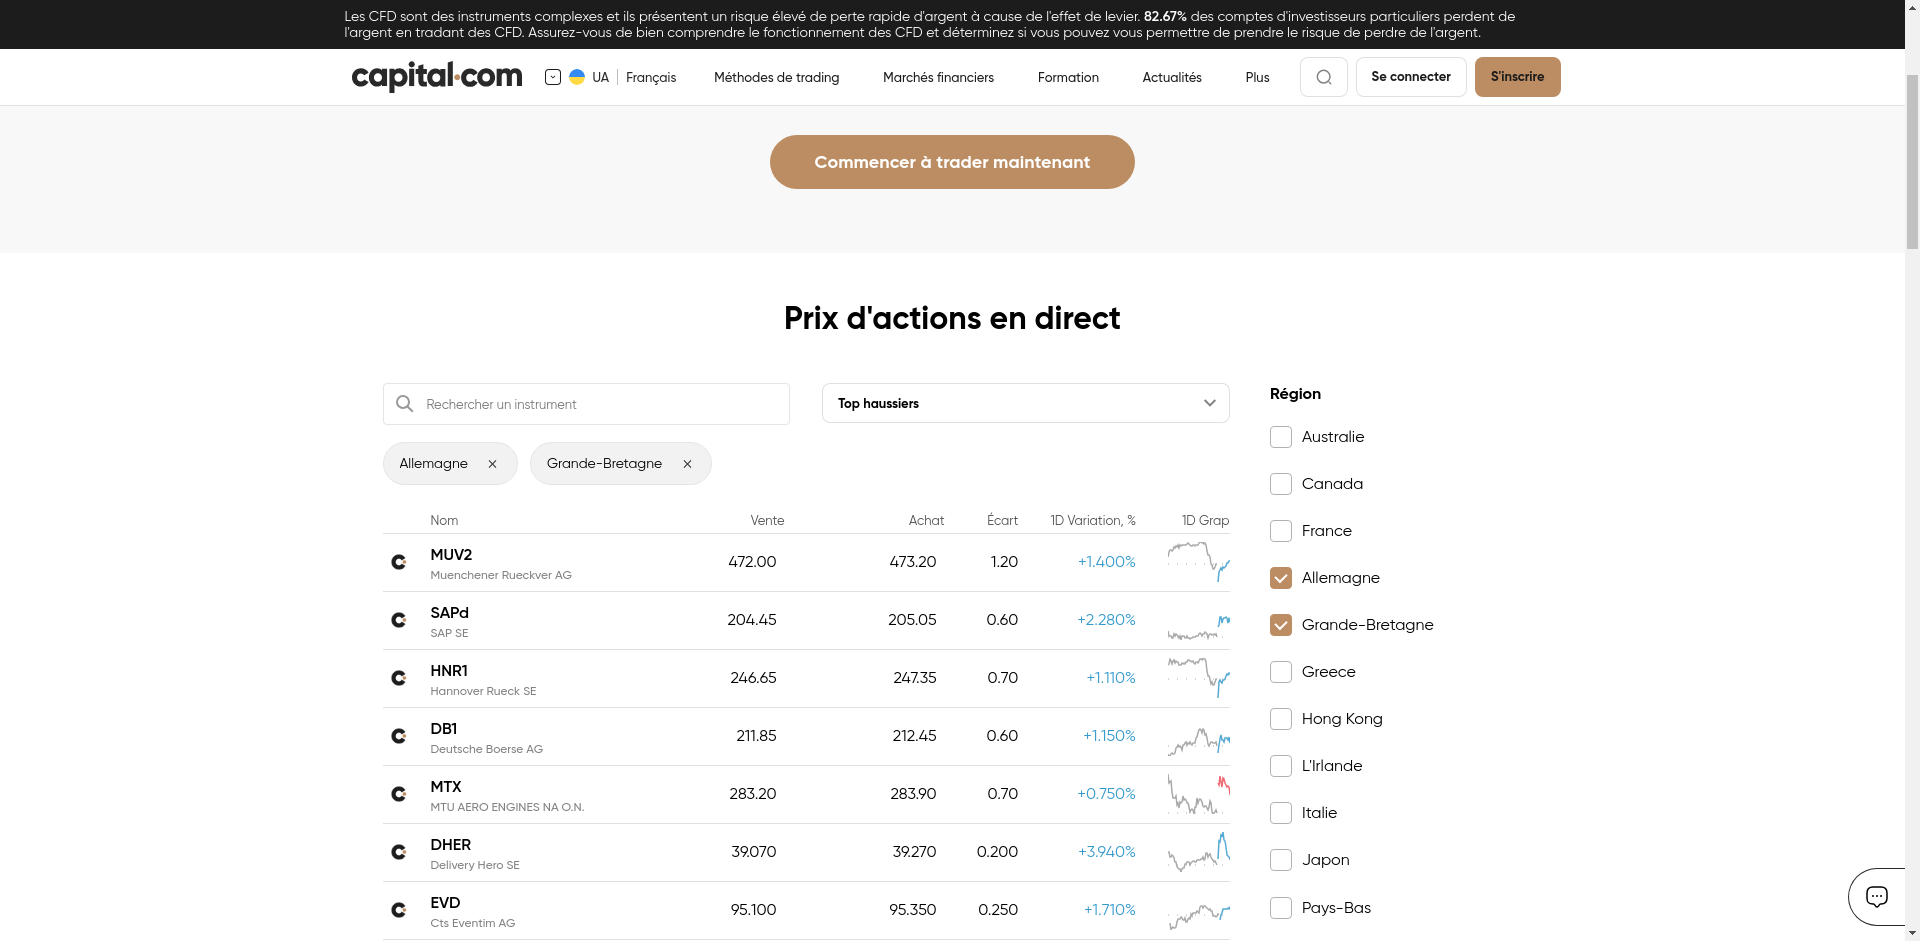 Les CFD sont des instruments complexes et ils présentent un risque élevé de perte rapide d'argent à cause de l'effet de levier. 82.67% des comptes d'investisseurs particuliers perdent de
l'argent en tradant des CFD. Assurez-vous de bien comprendre le fonctionnement des CFD et déterminez si vous pouvez vous permettre de prendre le risque de perdre de l'argent.
capital.com UA Français Méthodes de trading Marchés financiers Formation Actualités Plus Se connecter S'inscrire
Commencer à trader maintenant
Prix d'actions en direct
Rechercher un instrument
Top haussiers
Allemagne × Grande-Bretagne ×
Nom Vente Achat Écart 1D Variation, % 1D Grap
MUV2 472.00 473.20 1.20 +1.400%
Muenchener Rueckver AG
SAPd 204.45 205.05 0.60 +2.280%
SAP SE
HNR1 246.65 247.35 0.70 +1.110%
Hannover Rueck SE
DB1 211.85 212.45 0.60 +1.150%
Deutsche Boerse AG
MTX 283.20 283.90 0.70 +0.750%
MTU AERO ENGINES NA O.N.
DHER 39.070 39.270 0.200 +3.940%
Delivery Hero SE
EVD 95.100 95.350 0.250 +1.710%
Cts Eventim AG
Région
Australie
Canada
France
Allemagne
Grande-Bretagne
Greece
Hong Kong
L'Irlande
Italie
Japon
Pays-Bas